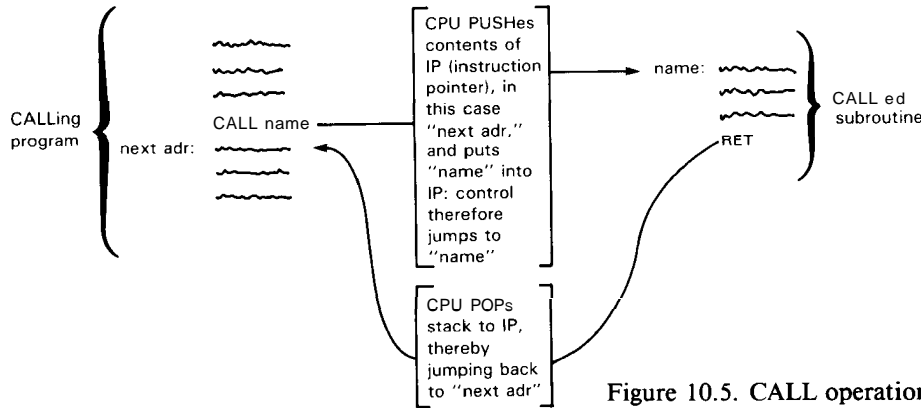 CALLing
program
CALL name
next adr:
CPU PUSHes
contents of
IP (instruction
pointer), in
this case
"next adr,"
and puts
"name" into
IP: control
therefore
jumps to
"name"
name:
RET
CALL ed
subroutine
CPU POPs
stack to IP,
thereby
jumping back
to "next adr"
Figure 10.5. CALL operation